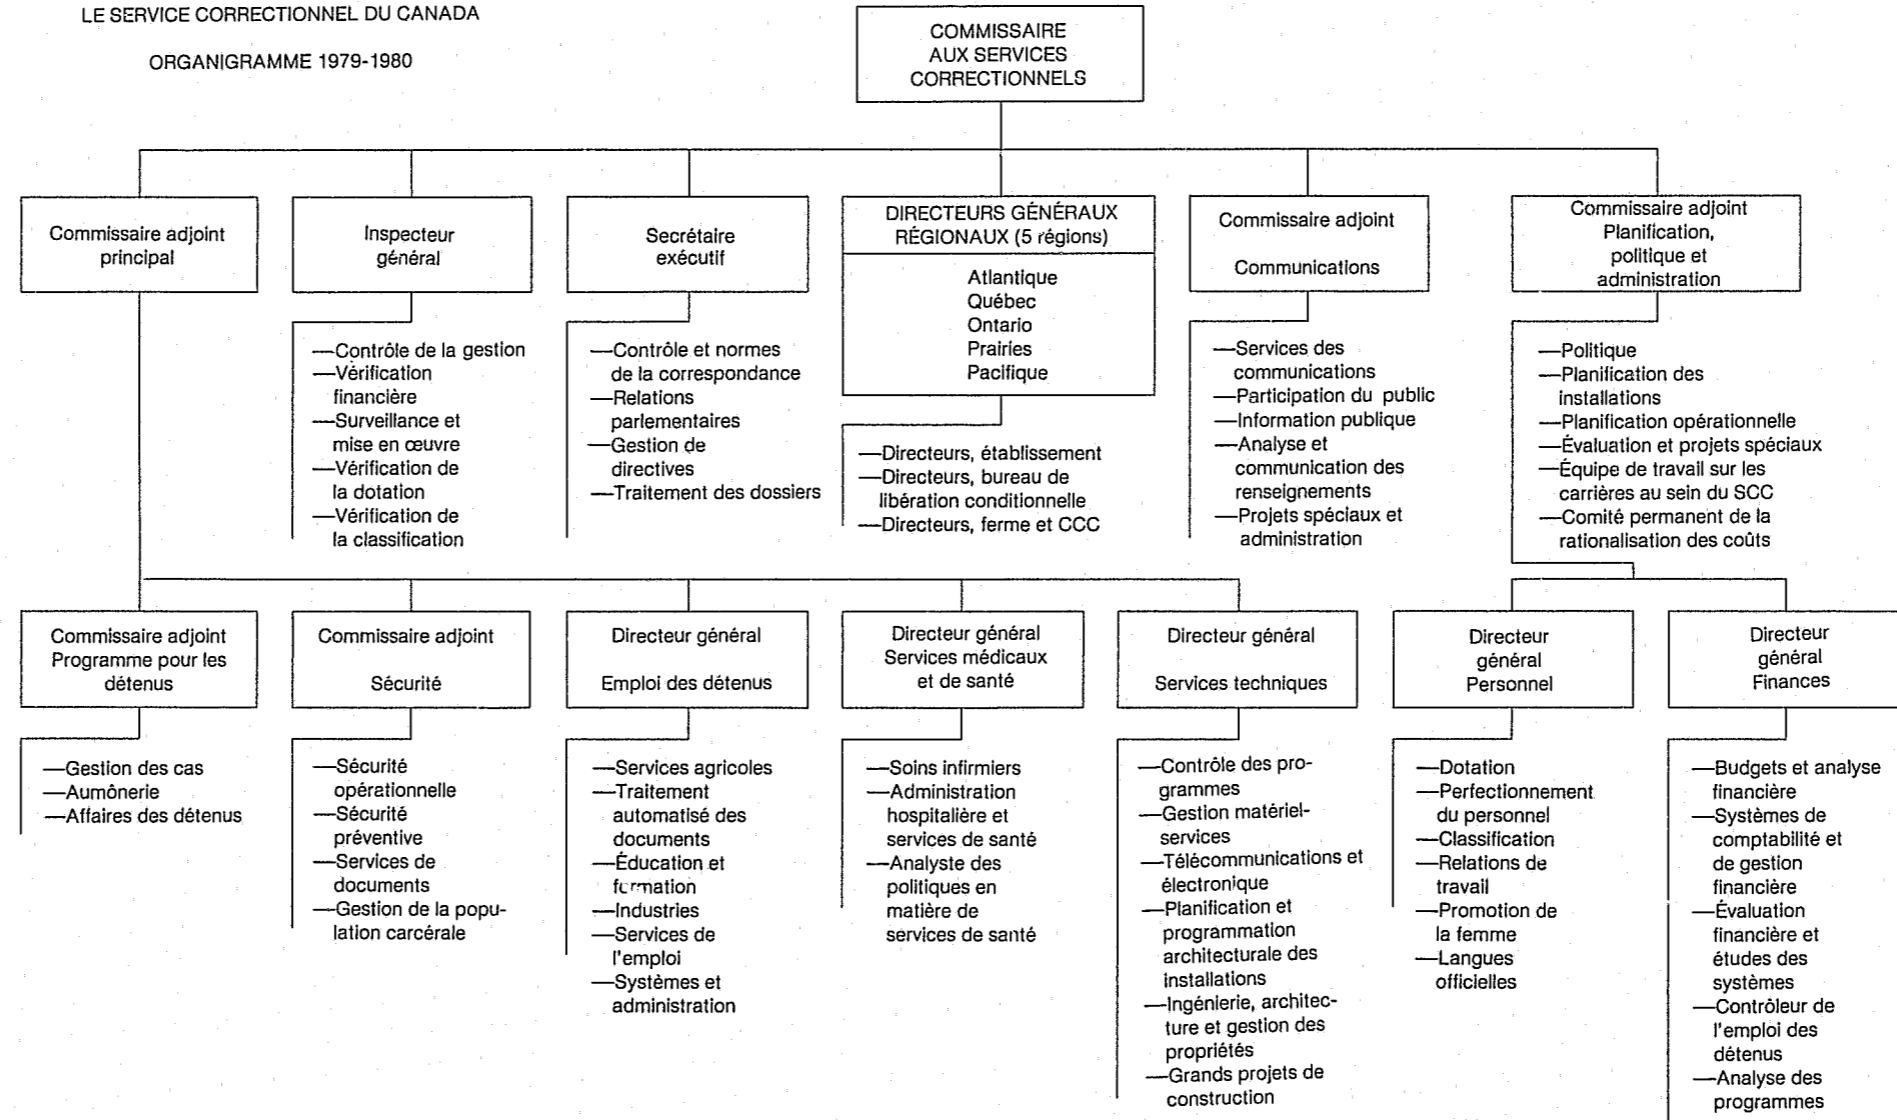 LE SERVICE CORRECTIONNEL DU CANADA
ORGANIGRAMME 1979-1980
COMMISSAIRE
AUX SERVICES
CORRECTIONNELS
Commissaire adjoint
principal
Inspecteur
général
—Contrôle de la gestion
—Vérification
financière
—Surveillance et
mise en œuvre
—Vérification de
la dotation
—Vérification de
la classification
Secrétaire
exécutif
—Contrôle et normes
de la correspondance
—Relations
parlementaires
—Gestion de
directives
—Traitement des dossiers
DIRECTEURS GÉNÉRAUX
RÉGIONAUX (5 régions)
Atlantique
Québec
Ontario
Prairies
Pacifique
—Directeurs, établissement
—Directeurs, bureau de
libération conditionnelle
—Directeurs, ferme et CCC
Commissaire adjoint
Communications
—Services des
communications
—Participation du public
—Information publique
—Analyse et
communication des
renseignements
—Projets spéciaux et
administration
Commissaire adjoint
Planification,
politique et
administration
—Politique
—Planification des
installations
—Planification opérationnelle
—Évaluation et projets spéciaux
—Équipe de travail sur les
carrières au sein du SCC
—Comité permanent de la
rationalisation des coûts
Commissaire adjoint
Programme pour les
détenus
—Gestion des cas
—Aumônerie
—Affaires des détenus
Commissaire adjoint
Sécurité
—Sécurité
opérationnelle
—Sécurité
préventive
—Services de
documents
—Gestion de la popu-
lation carcérale
Directeur général
Emploi des détenus
—Services agricoles
—Traitement
automatisé des
documents
—Éducation et
formation
—Industries
—Services de
l'emploi
—Systèmes et
administration
Directeur général
Services médicaux
et de santé
—Soins infirmiers
—Administration
hospitalière et
services de santé
—Analyste des
politiques en
matière de
services de santé
Directeur général
Services techniques
—Contrôle des pro-
grammes
—Gestion matériel-
services
—Télécommunications et
électronique
—Planification et
programmation
architecturale des
installations
—Ingénierie, architec-
ture et gestion des
propriétés
—Grands projets de
construction
Directeur
général
Personnel
—Dotation
—Perfectionnement
du personnel
—Classification
—Relations de
travail
—Promotion de
la femme
—Langues
officielles
Directeur
général
Finances
—Budgets et analyse
financière
—Systèmes de
comptabilité et
de gestion
financière
—Évaluation
financière et
études des
systèmes
—Contrôleur de
l'emploi des
détenus
—Analyse des
programmes